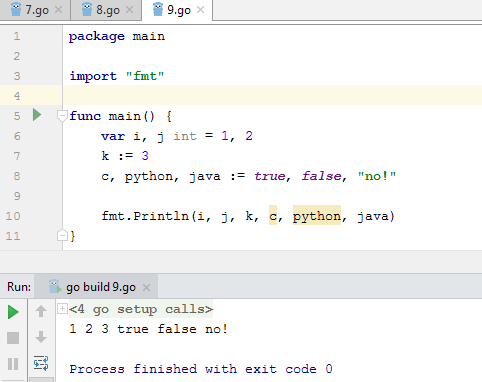 7.go
8.go
9.go
1 package main
2
3 import "fmt"
4
5 func main() {
6 var i, j int = 1, 2
7 k := 3
8 c, python, java := true, false, "no!"
9
10 fmt.Println(i, j, k, c, python, java)
11 }
Run: go build 9.go
<4 go setup calls>
1 2 3 true false no!
Process finished with exit code 0